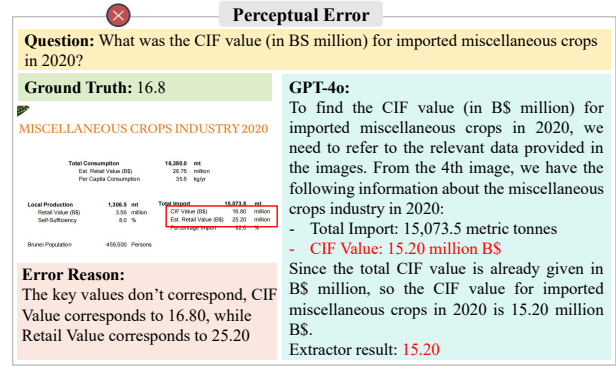 Perceptual Error
Question: What was the CIF value (in BS million) for imported miscellaneous crops
in 2020?
Ground Truth: 16.8
MISCELLANEOUS CROPS INDUSTRY 2020
Total Consumption 16,380.0 mt
Est. Retail Value (B$) 28.76 million
Per Capita Consumption 35.6 kg/yr
Local Production 1,306.5 mt
Retail Value (B$) 3.56 million
Self-Sufficiency 8.0 %
Total Import 15,073.5 mt
CIF Value (B$) 16.80 million
Est. Retail Value (B$) 25.20 million
Percentage Import 92.0 %
Brunei Population 459,500 Persons
Error Reason:
The key values don't correspond, CIF
Value corresponds to 16.80, while
Retail Value corresponds to 25.20
GPT-4o:
To find the CIF value (in B$ million) for
imported miscellaneous crops in 2020, we
need to refer to the relevant data provided in
the images. From the 4th image, we have the
following information about the miscellaneous
crops industry in 2020:
- Total Import: 15,073.5 metric tonnes
- CIF Value: 15.20 million B$
Since the total CIF value is already given in
B$ million, so the CIF value for imported
miscellaneous crops in 2020 is 15.20 million
B$.
Extractor result: 15.20